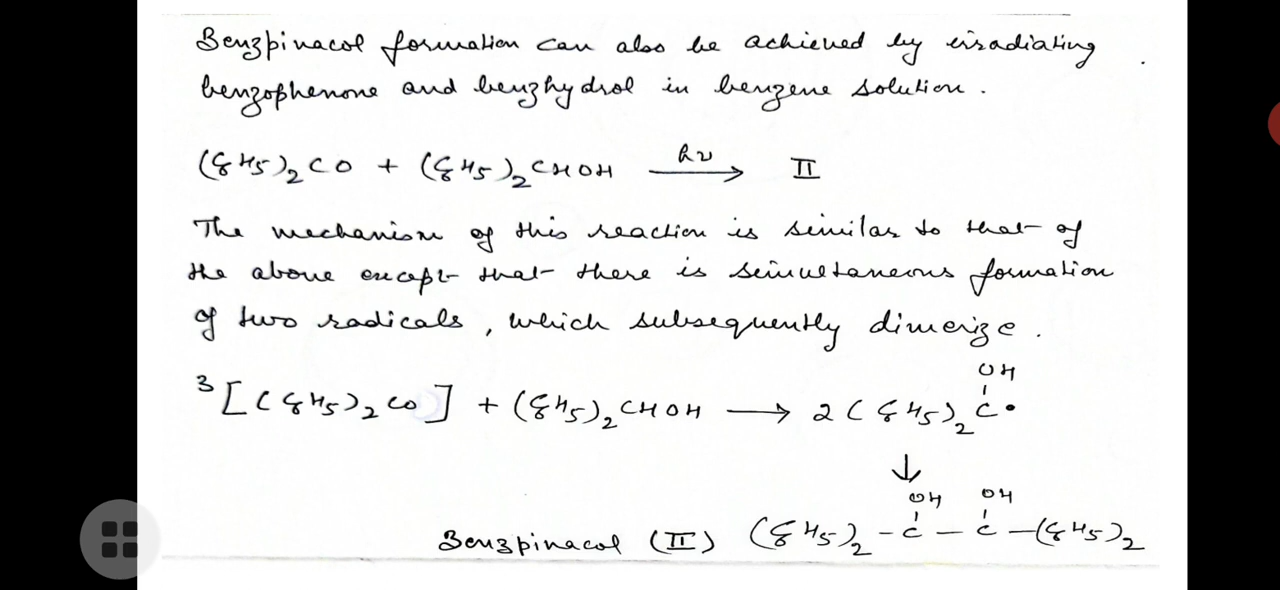 Benzpinacol formation can also be achieved by irradiating
benzophenone and benzhydrol in benzene solution.
(C6H5)2CO + (C6H5)2CHOH hν→ II
The mechanism of this reaction is similar to that of
the above except that there is simultaneous formation
of two radicals, which subsequently dimerize.
OH
³[(C6H5)2CO] + (C6H5)2CHOH → 2(C6H5)2C•
↓
OH OH
Benzpinacol (II) (C6H5)2-C-C-(C6H5)2